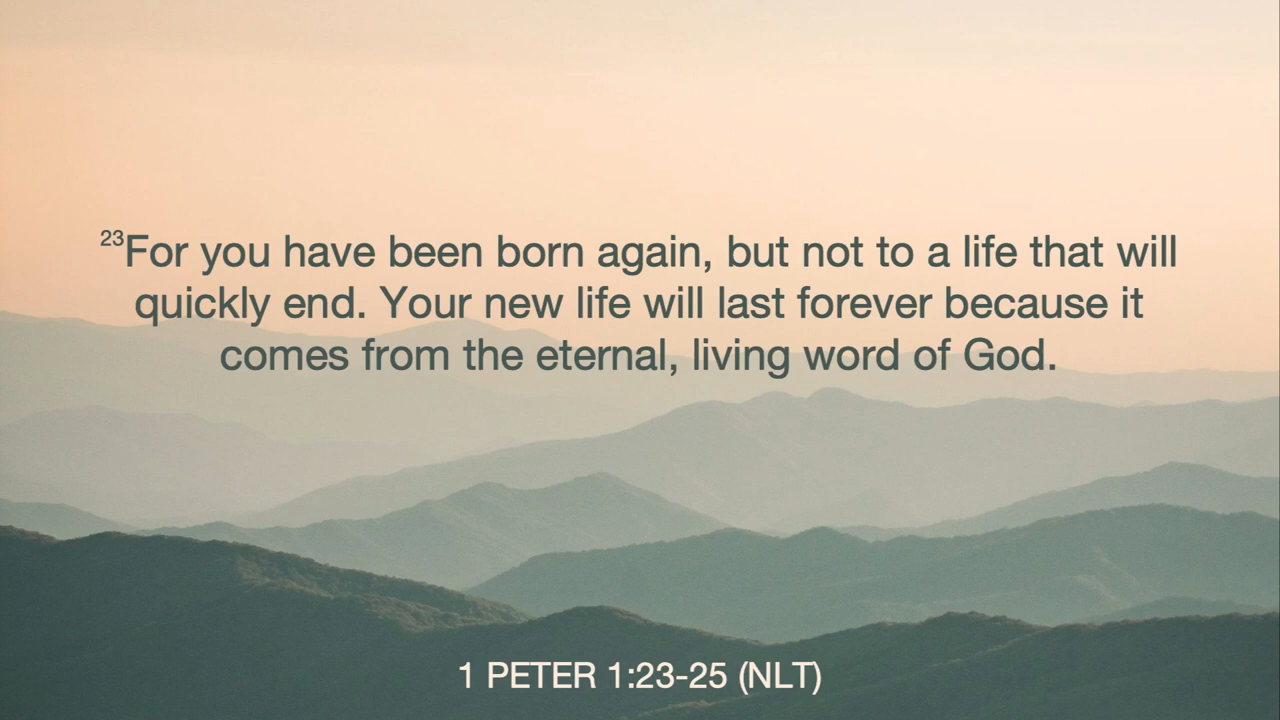 23For you have been born again, but not to a life that will
quickly end. Your new life will last forever because it
comes from the eternal, living word of God.
1 PETER 1:23-25 (NLT)